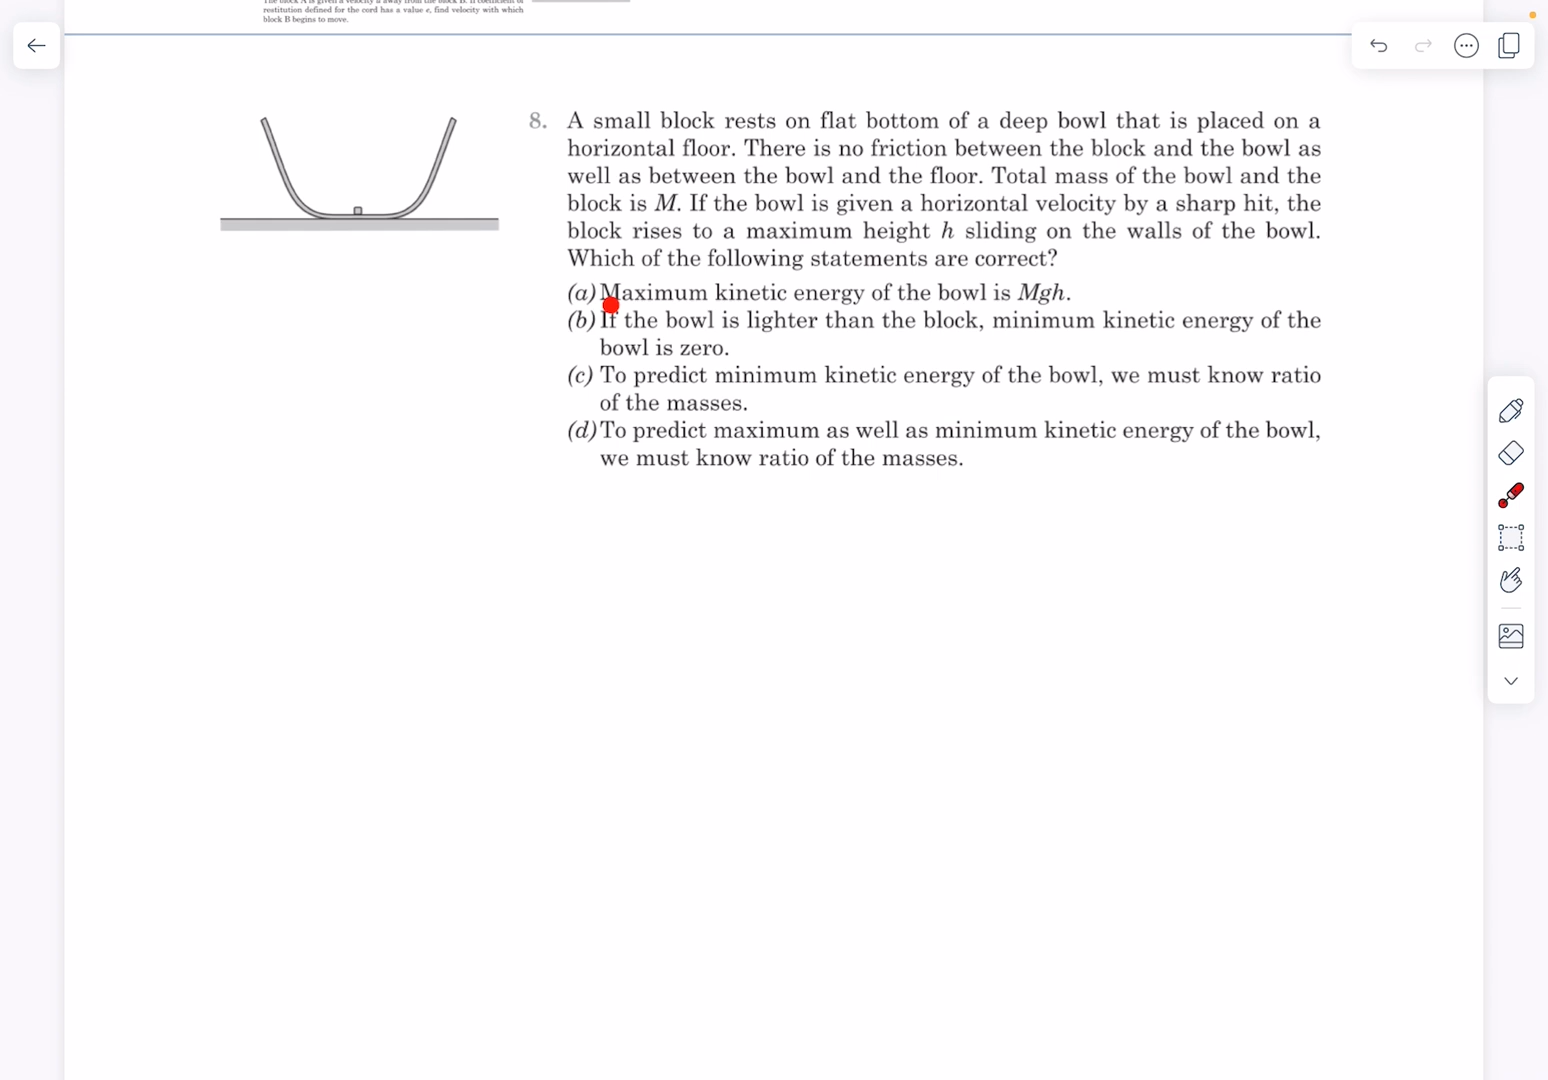 restitution defined for the cord has a value e, find velocity with which
block B begins to move.
8. A small block rests on flat bottom of a deep bowl that is placed on a
horizontal floor. There is no friction between the block and the bowl as
well as between the bowl and the floor. Total mass of the bowl and the
block is M. If the bowl is given a horizontal velocity by a sharp hit, the
block rises to a maximum height h sliding on the walls of the bowl.
Which of the following statements are correct?
(a) Maximum kinetic energy of the bowl is Mgh.
(b) If the bowl is lighter than the block, minimum kinetic energy of the
bowl is zero.
(c) To predict minimum kinetic energy of the bowl, we must know ratio
of the masses.
(d) To predict maximum as well as minimum kinetic energy of the bowl,
we must know ratio of the masses.